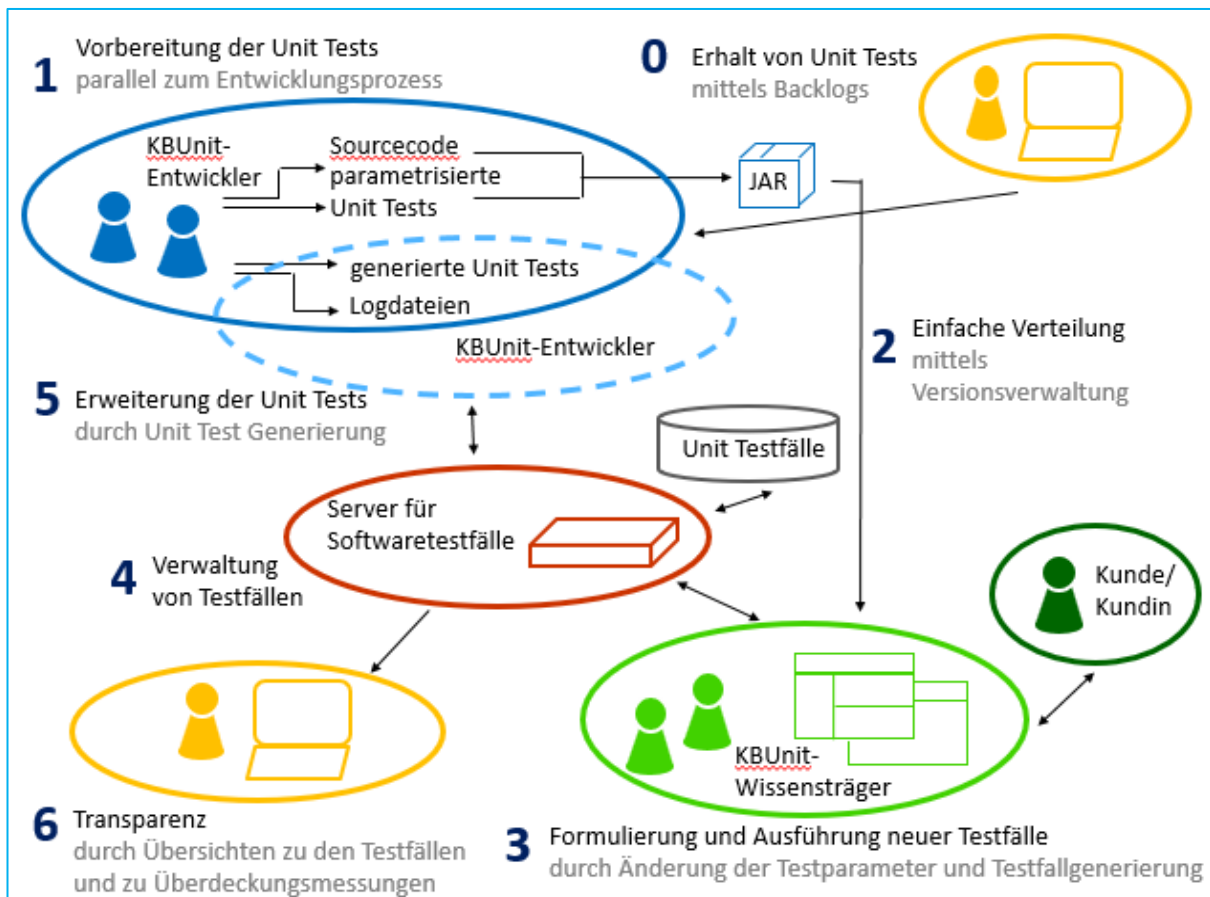 1
Vorbereitung der Unit Tests
parallel zum Entwicklungsprozess
0
Erhalt von Unit Tests
mittels Backlogs
KBUnit-
Entwickler
Sourcecode
parametrisierte
Unit Tests
JAR
generierte Unit Tests
Logdateien
KBUnit-Entwickler
2
Einfache Verteilung
mittels
Versionsverwaltung
5
Erweiterung der Unit Tests
durch Unit Test Generierung
Unit Testfälle
Server für
Softwaretestfälle
4
Verwaltung
von Testfällen
Kunde/
Kundin
KBUnit-
Wissensträger
6
Transparenz
durch Übersichten zu den Testfällen
und zu Überdeckungsmessungen
3
Formulierung und Ausführung neuer Testfälle
durch Änderung der Testparameter und Testfallgenerierung